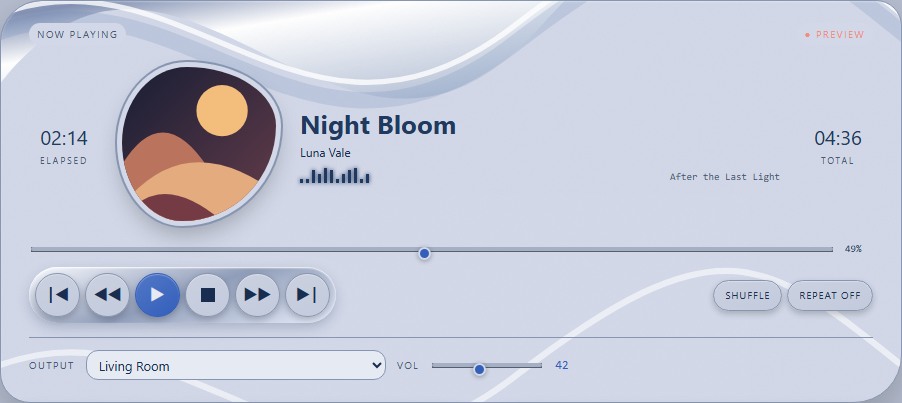 NOW PLAYING
PREVIEW
02:14
ELAPSED
Night Bloom
Luna Vale
After the Last Light
04:36
TOTAL
49%
SHUFFLE
REPEAT OFF
OUTPUT
Living Room
VOL
42